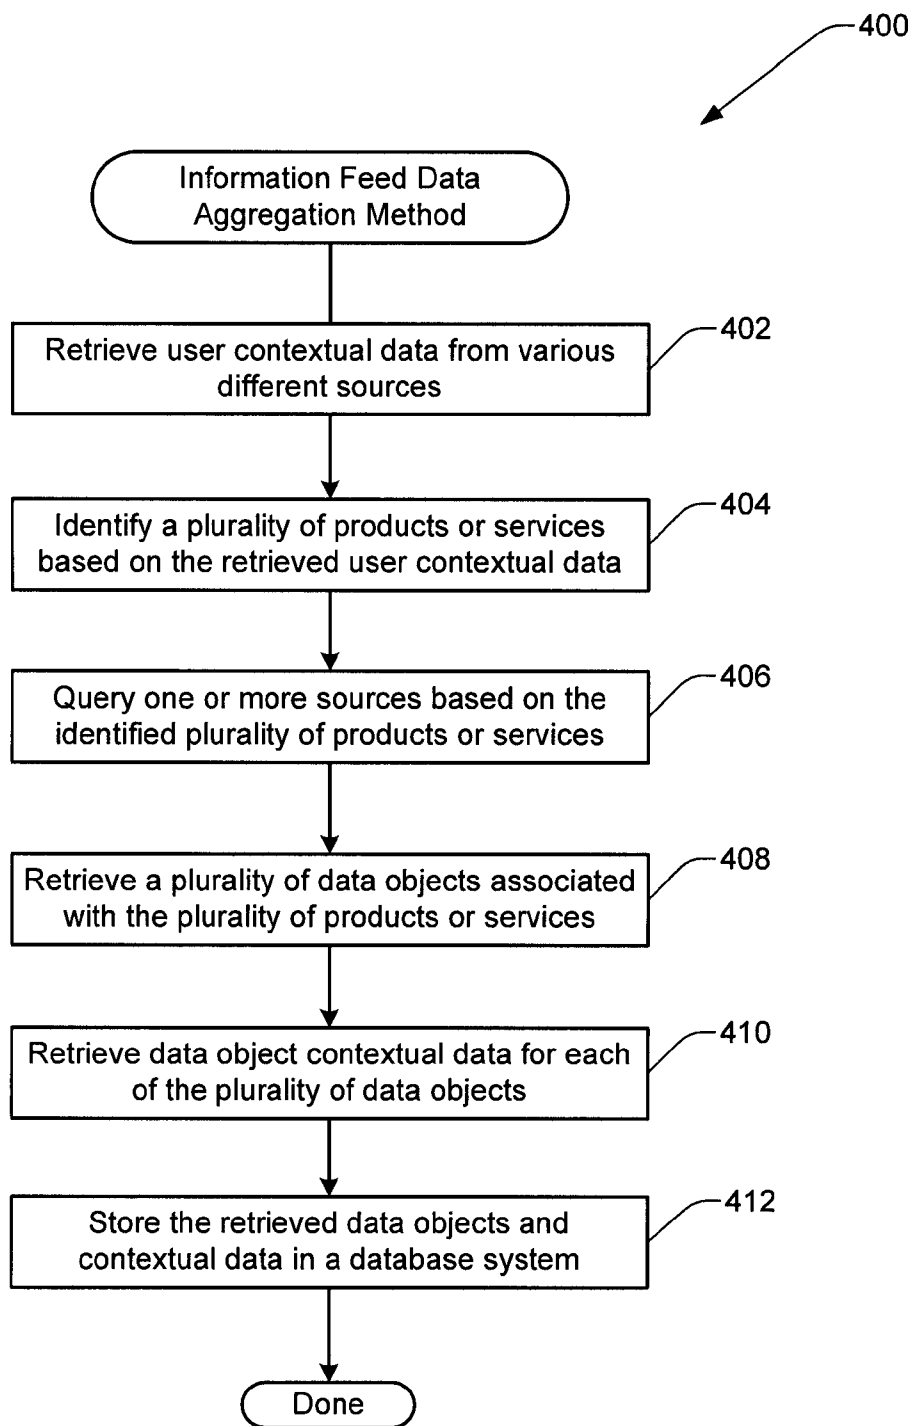 400
Information Feed Data
Aggregation Method
402
Retrieve user contextual data from various
different sources
404
Identify a plurality of products or services
based on the retrieved user contextual data
406
Query one or more sources based on the
identified plurality of products or services
408
Retrieve a plurality of data objects associated
with the plurality of products or services
410
Retrieve data object contextual data for each
of the plurality of data objects
412
Store the retrieved data objects and
contextual data in a database system
Done